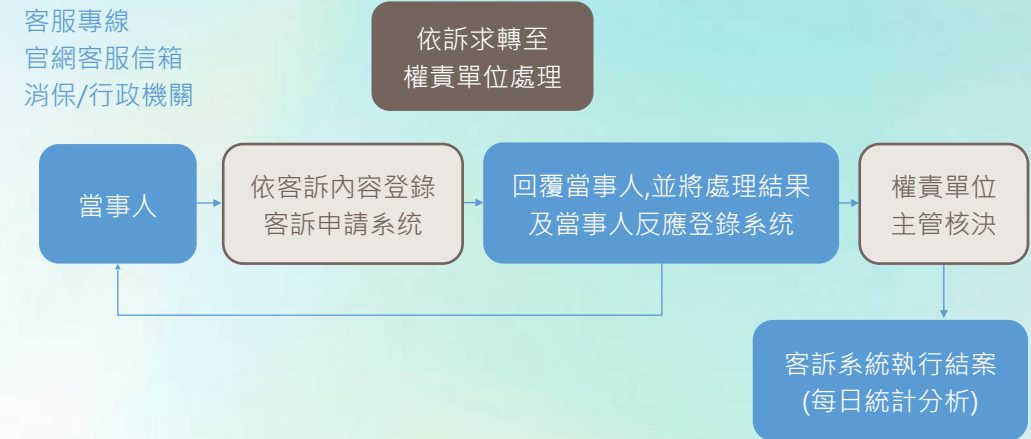 客服專線
官網客服信箱
消保/行政機關
依訴求轉至
權責單位處理
當事人
依客訴內容登錄
客訴申請系统
回覆當事人,並將處理結果
及當事人反應登錄系统
權責單位
主管核決
客訴系統執行結案
(每日統計分析)